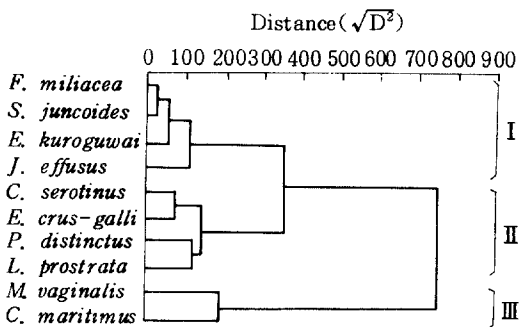 Distance(√D²)
0 100 200 300 400 500 600 700 800 900
F. miliacea
S. juncoides
E. kuroguwai
J. effusus
C. serotinus
E. crus-galli
P. distinctus
L. prostrata
M. vaginalis
C. maritimus
I
II
III